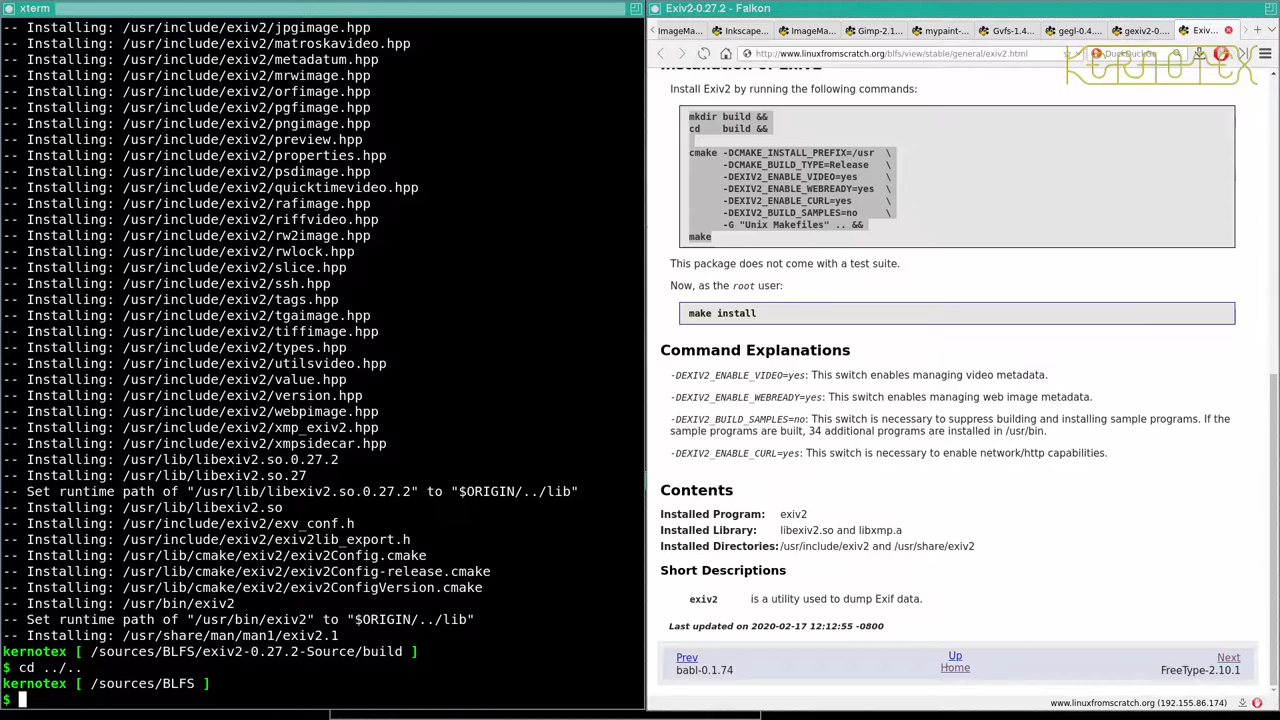 xterm
-- Installing: /usr/include/exiv2/jpgimage.hpp
-- Installing: /usr/include/exiv2/matroskavideo.hpp
-- Installing: /usr/include/exiv2/metadatum.hpp
-- Installing: /usr/include/exiv2/mrwimage.hpp
-- Installing: /usr/include/exiv2/orfimage.hpp
-- Installing: /usr/include/exiv2/pgfimage.hpp
-- Installing: /usr/include/exiv2/pngimage.hpp
-- Installing: /usr/include/exiv2/preview.hpp
-- Installing: /usr/include/exiv2/properties.hpp
-- Installing: /usr/include/exiv2/psdimage.hpp
-- Installing: /usr/include/exiv2/quicktimevideo.hpp
-- Installing: /usr/include/exiv2/rafimage.hpp
-- Installing: /usr/include/exiv2/riffvideo.hpp
-- Installing: /usr/include/exiv2/rw2image.hpp
-- Installing: /usr/include/exiv2/rwlock.hpp
-- Installing: /usr/include/exiv2/slice.hpp
-- Installing: /usr/include/exiv2/ssh.hpp
-- Installing: /usr/include/exiv2/tags.hpp
-- Installing: /usr/include/exiv2/tgaimage.hpp
-- Installing: /usr/include/exiv2/tiffimage.hpp
-- Installing: /usr/include/exiv2/types.hpp
-- Installing: /usr/include/exiv2/utilsvideo.hpp
-- Installing: /usr/include/exiv2/value.hpp
-- Installing: /usr/include/exiv2/version.hpp
-- Installing: /usr/include/exiv2/webpimage.hpp
-- Installing: /usr/include/exiv2/xmp_exiv2.hpp
-- Installing: /usr/include/exiv2/xmpsidecar.hpp
-- Installing: /usr/lib/libexiv2.so.0.27.2
-- Installing: /usr/lib/libexiv2.so.27
-- Set runtime path of "/usr/lib/libexiv2.so.0.27.2" to "$ORIGIN/../lib"
-- Installing: /usr/lib/libexiv2.so
-- Installing: /usr/include/exiv2/exv_conf.h
-- Installing: /usr/include/exiv2/exiv2lib_export.h
-- Installing: /usr/lib/cmake/exiv2/exiv2Config.cmake
-- Installing: /usr/lib/cmake/exiv2/exiv2Config-release.cmake
-- Installing: /usr/lib/cmake/exiv2/exiv2ConfigVersion.cmake
-- Installing: /usr/bin/exiv2
-- Set runtime path of "/usr/bin/exiv2" to "$ORIGIN/../lib"
-- Installing: /usr/share/man/man1/exiv2.1
kernotex [ /sources/BLFS/exiv2-0.27.2-Source/build ]
$ cd ../..
kernotex [ /sources/BLFS ]
$
Exiv2-0.27.2 - Falkon
ImageMa... Inkscape... ImageMa... Gimp-2.1... mypaint-... Gvfs-1.4... gegl-0.4... gexiv2-0... Exiv...
http://www.linuxfromscratch.org/blfs/view/stable/general/exiv2.html DuckDuckGo
KERNOTEX
Installation of Exiv2
Install Exiv2 by running the following commands:
mkdir build &&
cd    build &&
cmake -DCMAKE_INSTALL_PREFIX=/usr  \
-DCMAKE_BUILD_TYPE=Release   \
-DEXIV2_ENABLE_VIDEO=yes     \
-DEXIV2_ENABLE_WEBREADY=yes  \
-DEXIV2_ENABLE_CURL=yes      \
-DEXIV2_BUILD_SAMPLES=no     \
-G "Unix Makefiles" .. &&
make
This package does not come with a test suite.
Now, as the root user:
make install
Command Explanations
-DEXIV2_ENABLE_VIDEO=yes: This switch enables managing video metadata.
-DEXIV2_ENABLE_WEBREADY=yes: This switch enables managing web image metadata.
-DEXIV2_BUILD_SAMPLES=no: This switch is necessary to suppress building and installing sample programs. If the
sample programs are built, 34 additional programs are installed in /usr/bin.
-DEXIV2_ENABLE_CURL=yes: This switch is necessary to enable network/http capabilities.
Contents
Installed Program: exiv2
Installed Library: libexiv2.so and libxmp.a
Installed Directories: /usr/include/exiv2 and /usr/share/exiv2
Short Descriptions
exiv2 is a utility used to dump Exif data.
Last updated on 2020-02-17 12:12:55 -0800
Prev Up Next
babl-0.1.74 Home FreeType-2.10.1
www.linuxfromscratch.org (192.155.86.174)